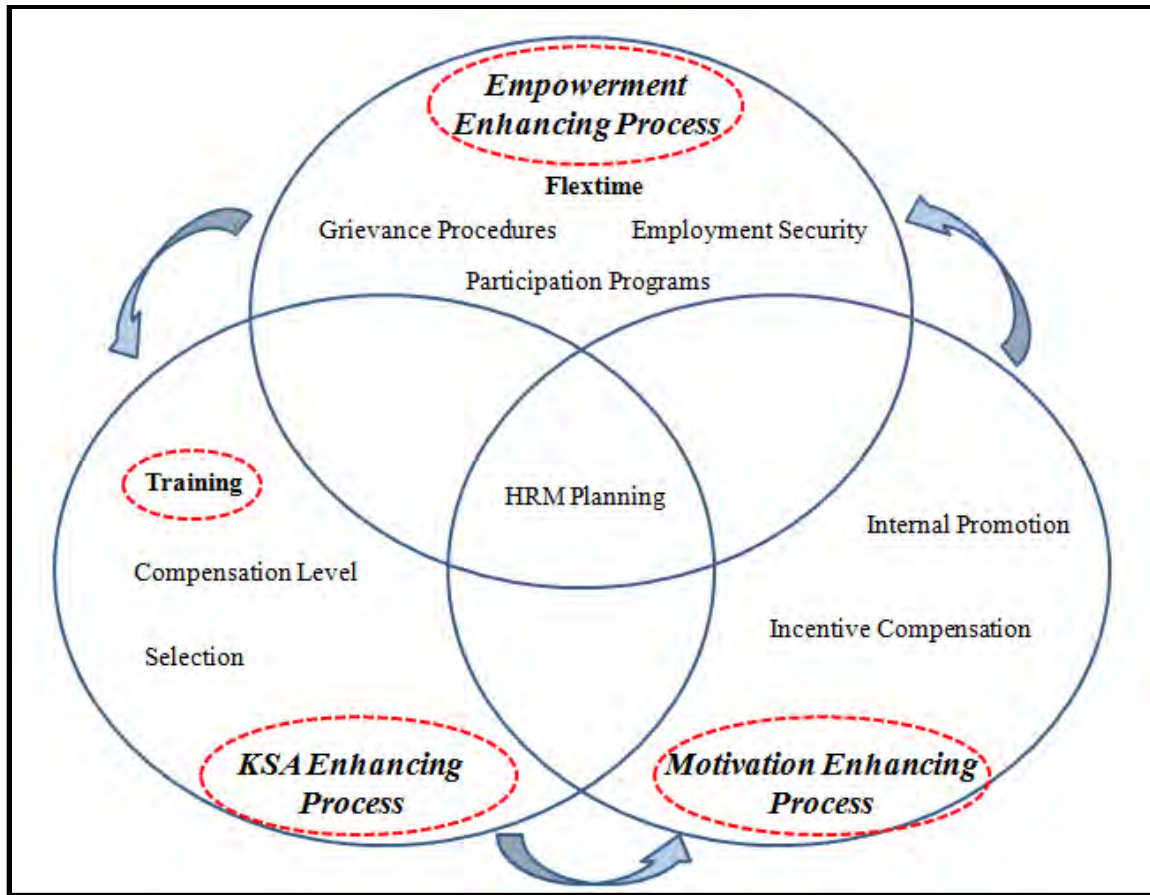 Empowerment
Enhancing Process
Flextime
Grievance Procedures
Employment Security
Participation Programs
Training
HRM Planning
Internal Promotion
Compensation Level
Incentive Compensation
Selection
KSA Enhancing
Process
Motivation Enhancing
Process